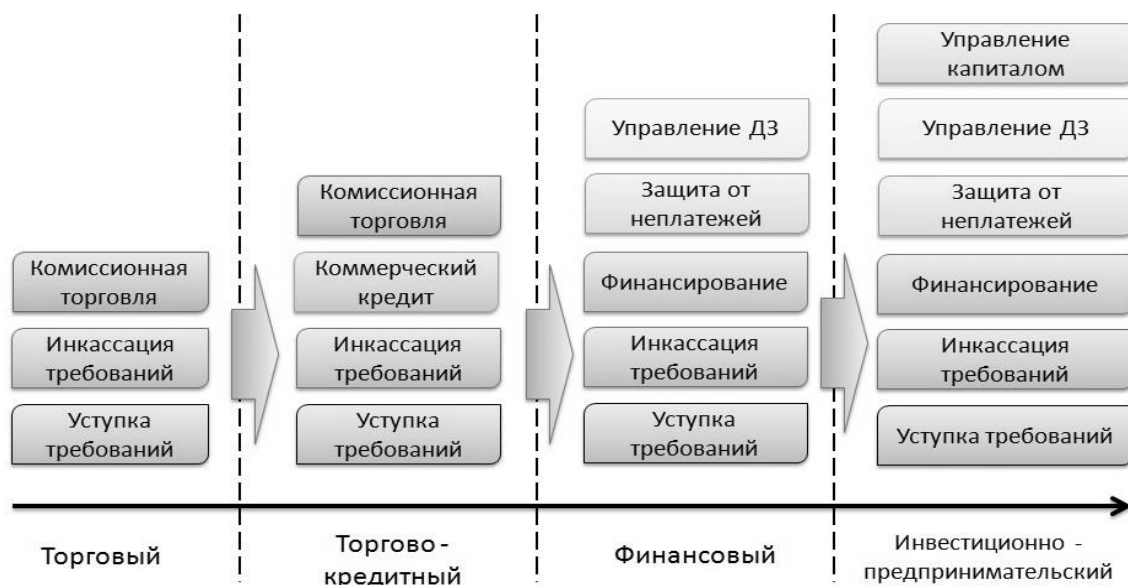 Комиссионная
торговля
Инкассация
требований
Уступка
требований
Торговый
Комиссионная
торговля
Коммерческий
кредит
Инкассация
требований
Уступка
требований
Торгово -
кредитный
Управление ДЗ
Защита от
неплатежей
Финансирование
Инкассация
требований
Уступка
требований
Финансовый
Управление
капиталом
Управление ДЗ
Защита от
неплатежей
Финансирование
Инкассация
требований
Уступка требований
Инвестиционно -
предпринимательский